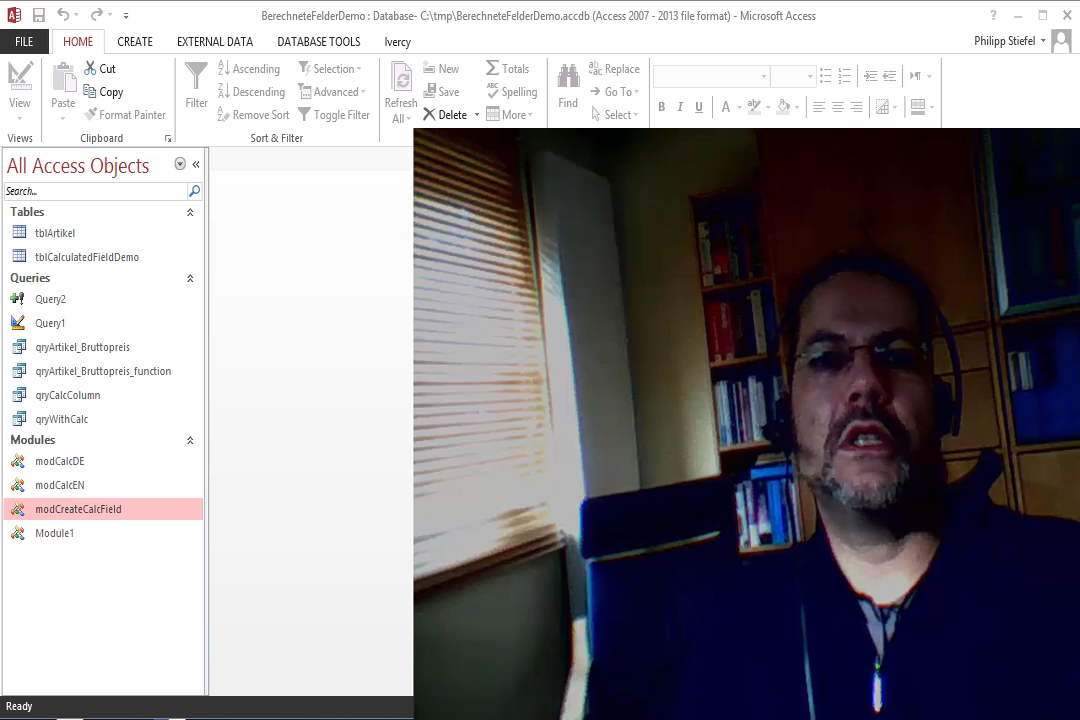 BerechneteFelderDemo : Database- C:\tmp\BerechneteFelderDemo.accdb (Access 2007 - 2013 file format) - Microsoft Access
FILE HOME CREATE EXTERNAL DATA DATABASE TOOLS Ivercy Philipp Stiefel
View
Views
Paste
Cut
Copy
Format Painter
Clipboard
Filter
Ascending
Descending
Remove Sort
Selection
Advanced
Toggle Filter
Sort & Filter
Refresh
All
New
Save
Delete
Totals
Spelling
More
Find
Replace
Go To
Select
B I U A
All Access Objects
Search...
Tables
tblArtikel
tblCalculatedFieldDemo
Queries
Query2
Query1
qryArtikel_Bruttopreis
qryArtikel_Bruttopreis_function
qryCalcColumn
qryWithCalc
Modules
modCalcDE
modCalcEN
modCreateCalcField
Module1
Ready